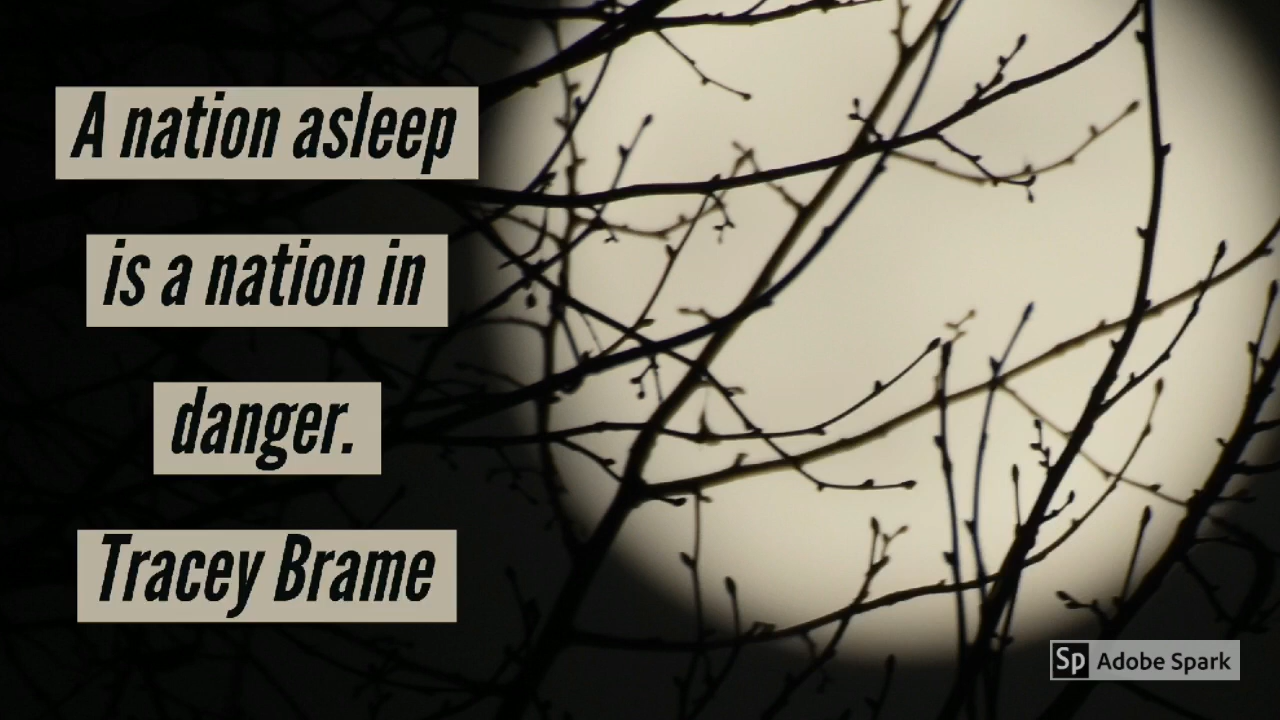 A nation asleep
is a nation in
danger.
Tracey Brame
Sp Adobe Spark